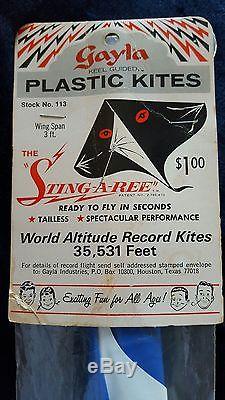 Gayla
KEEL GUIDED
PLASTIC KITES
Stock No. 113
Wing Span
3 ft.
$1.00
THE
"STING-A-REE"
READY TO FLY IN SECONDS
★ TAILLESS ★ SPECTACULAR PERFORMANCE
World Altitude Record Kites
35,531 Feet
For details of record flight send self addressed stamped envelope
to: Gayla Industries, P.O. Box 10800, Houston, Texas 77018
Exciting Fun for All Ages!